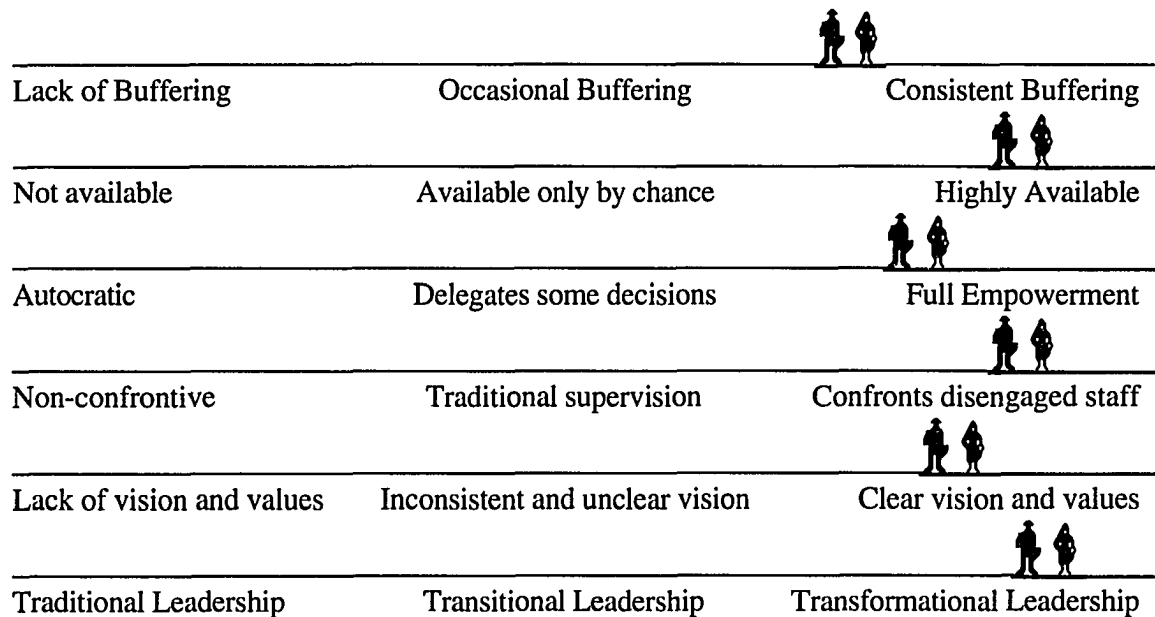 Lack of Buffering Occasional Buffering Consistent Buffering
Not available Available only by chance Highly Available
Autocratic Delegates some decisions Full Empowerment
Non-confrontive Traditional supervision Confronts disengaged staff
Lack of vision and values Inconsistent and unclear vision Clear vision and values
Traditional Leadership Transitional Leadership Transformational Leadership